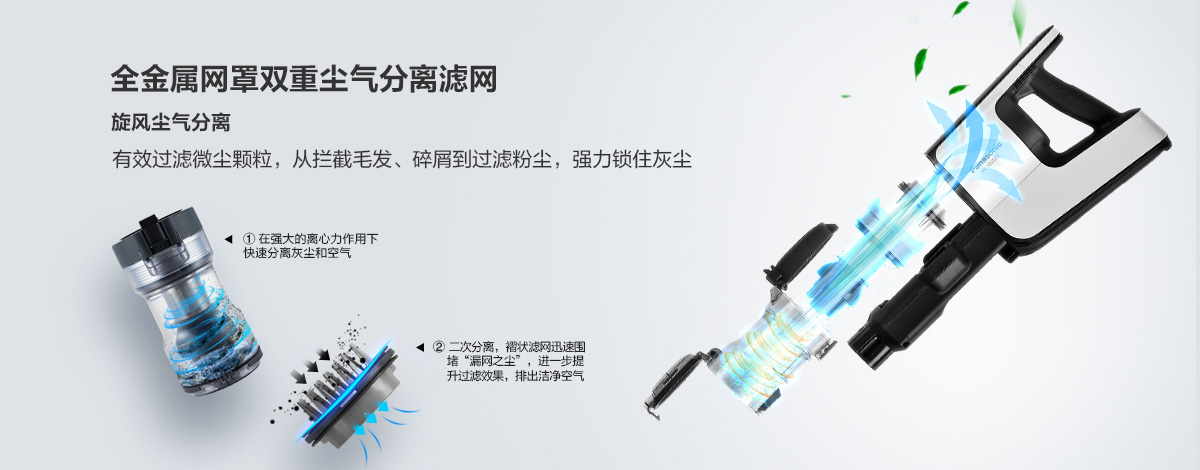 全金属网罩双重尘气分离滤网
旋风尘气分离
有效过滤微尘颗粒，从拦截毛发、碎屑到过滤粉尘，强力锁住灰尘
① 在强大的离心力作用下
快速分离灰尘和空气
② 二次分离，褶状滤网迅速围
堵“漏网之尘”，进一步提
升过滤效果，排出洁净空气
Panasonic